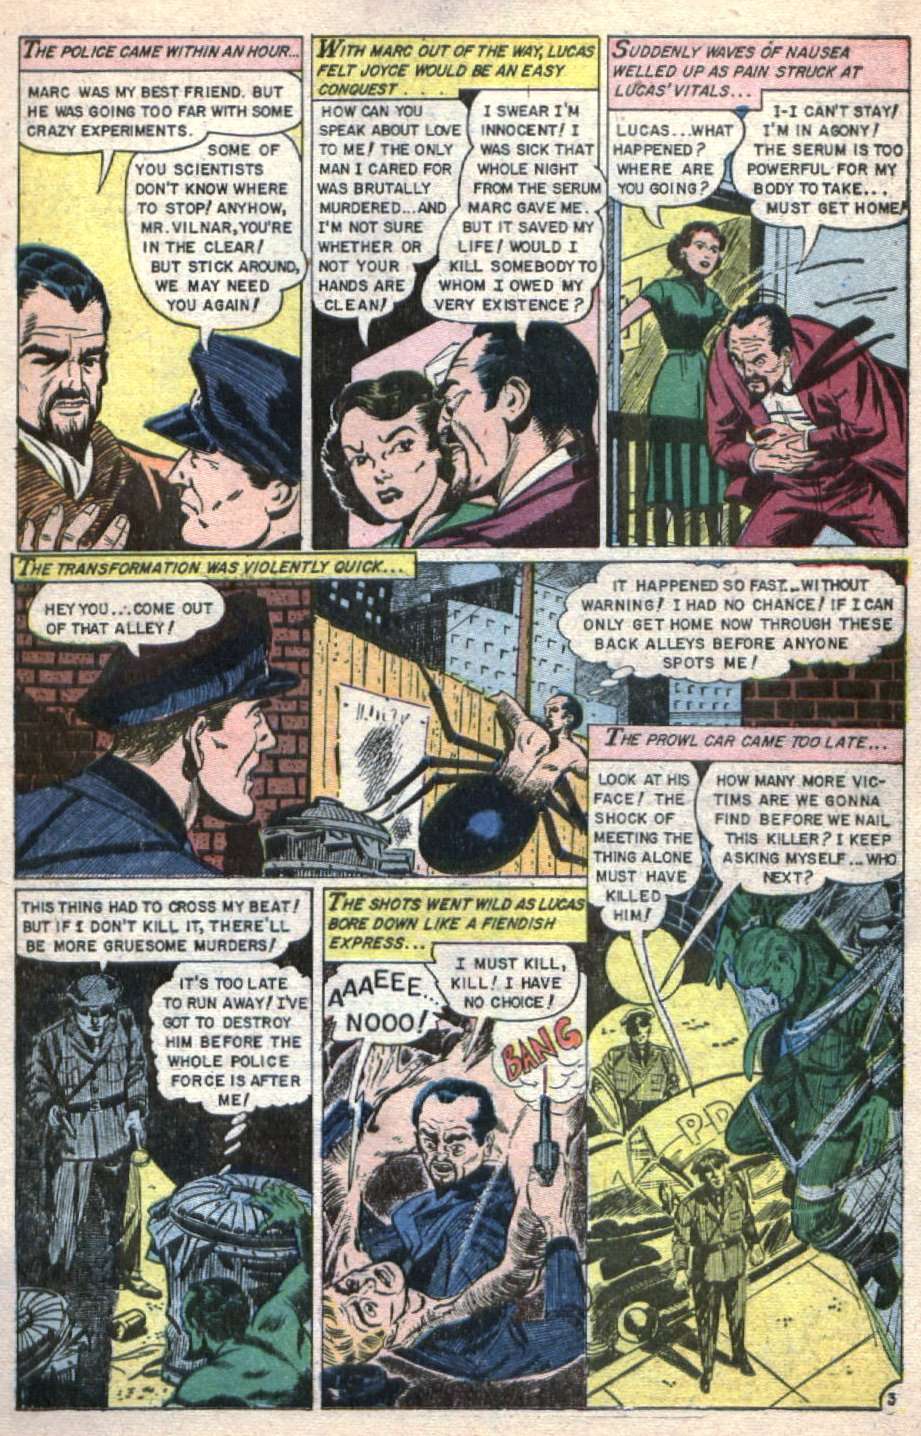 THE POLICE CAME WITHIN AN HOUR...
MARC WAS MY BEST FRIEND. BUT
HE WAS GOING TOO FAR WITH SOME
CRAZY EXPERIMENTS.
SOME OF
YOU SCIENTISTS
DON'T KNOW WHERE
TO STOP! ANYHOW,
MR. VILNAR, YOU'RE
IN THE CLEAR!
BUT STICK AROUND,
WE MAY NEED
YOU AGAIN!
WITH MARC OUT OF THE WAY, LUCAS
FELT JOYCE WOULD BE AN EASY
CONQUEST....
HOW CAN YOU
SPEAK ABOUT LOVE
TO ME! THE ONLY
MAN I CARED FOR
WAS BRUTALLY
MURDERED...AND
I'M NOT SURE
WHETHER OR
NOT YOUR
HANDS ARE
CLEAN!
I SWEAR I'M
INNOCENT! I
WAS SICK THAT
WHOLE NIGHT
FROM THE SERUM
MARC GAVE ME.
BUT IT SAVED MY
LIFE! WOULD I
KILL SOMEBODY TO
WHOM I OWED MY
VERY EXISTENCE?
SUDDENLY WAVES OF NAUSEA
WELLED UP AS PAIN STRUCK AT
LUCAS' VITALS...
LUCAS...WHAT
HAPPENED?
WHERE ARE
YOU GOING?
I-I CAN'T STAY!
I'M IN AGONY!
THE SERUM IS TOO
POWERFUL FOR MY
BODY TO TAKE...
MUST GET HOME!
THE TRANSFORMATION WAS VIOLENTLY QUICK...
HEY YOU...COME OUT
OF THAT ALLEY!
IT HAPPENED SO FAST...WITHOUT
WARNING! I HAD NO CHANCE! IF I CAN
ONLY GET HOME NOW THROUGH THESE
BACK ALLEYS BEFORE ANYONE
SPOTS ME!
THIS THING HAD TO CROSS MY BEAT!
BUT IF I DON'T KILL IT, THERE'LL
BE MORE GRUESOME MURDERS!
IT'S TOO LATE
TO RUN AWAY! I'VE
GOT TO DESTROY
HIM BEFORE THE
WHOLE POLICE
FORCE IS AFTER
ME!
THE SHOTS WENT WILD AS LUCAS
BORE DOWN LIKE A FIENDISH
EXPRESS...
AAAEEE...
NOOO!
I MUST KILL,
KILL! I HAVE
NO CHOICE!
BANG
THE PROWL CAR CAME TOO LATE...
LOOK AT HIS
FACE! THE
SHOCK OF
MEETING THE
THING ALONE
MUST HAVE
KILLED
HIM!
HOW MANY MORE VIC-
TIMS ARE WE GONNA
FIND BEFORE WE NAIL
THIS KILLER? I KEEP
ASKING MYSELF...WHO
NEXT?
PD
3